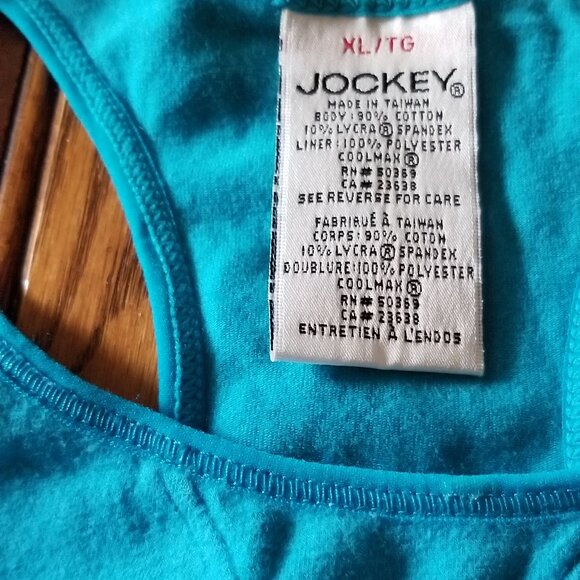 XL/TG
JOCKEY®
MADE IN TAIWAN
BODY: 90% COTTON
10% LYCRA® SPANDEX
LINER: 100% POLYESTER
COOLMAX®
RN# 50369
CA# 23638
SEE REVERSE FOR CARE
FABRIQUÉ À TAIWAN
CORPS: 90% COTON
10% LYCRA® SPANDEX
DOUBLURE: 100% POLYESTER
COOLMAX®
RN# 50369
CA# 23638
ENTRETIEN À L'ENDOS